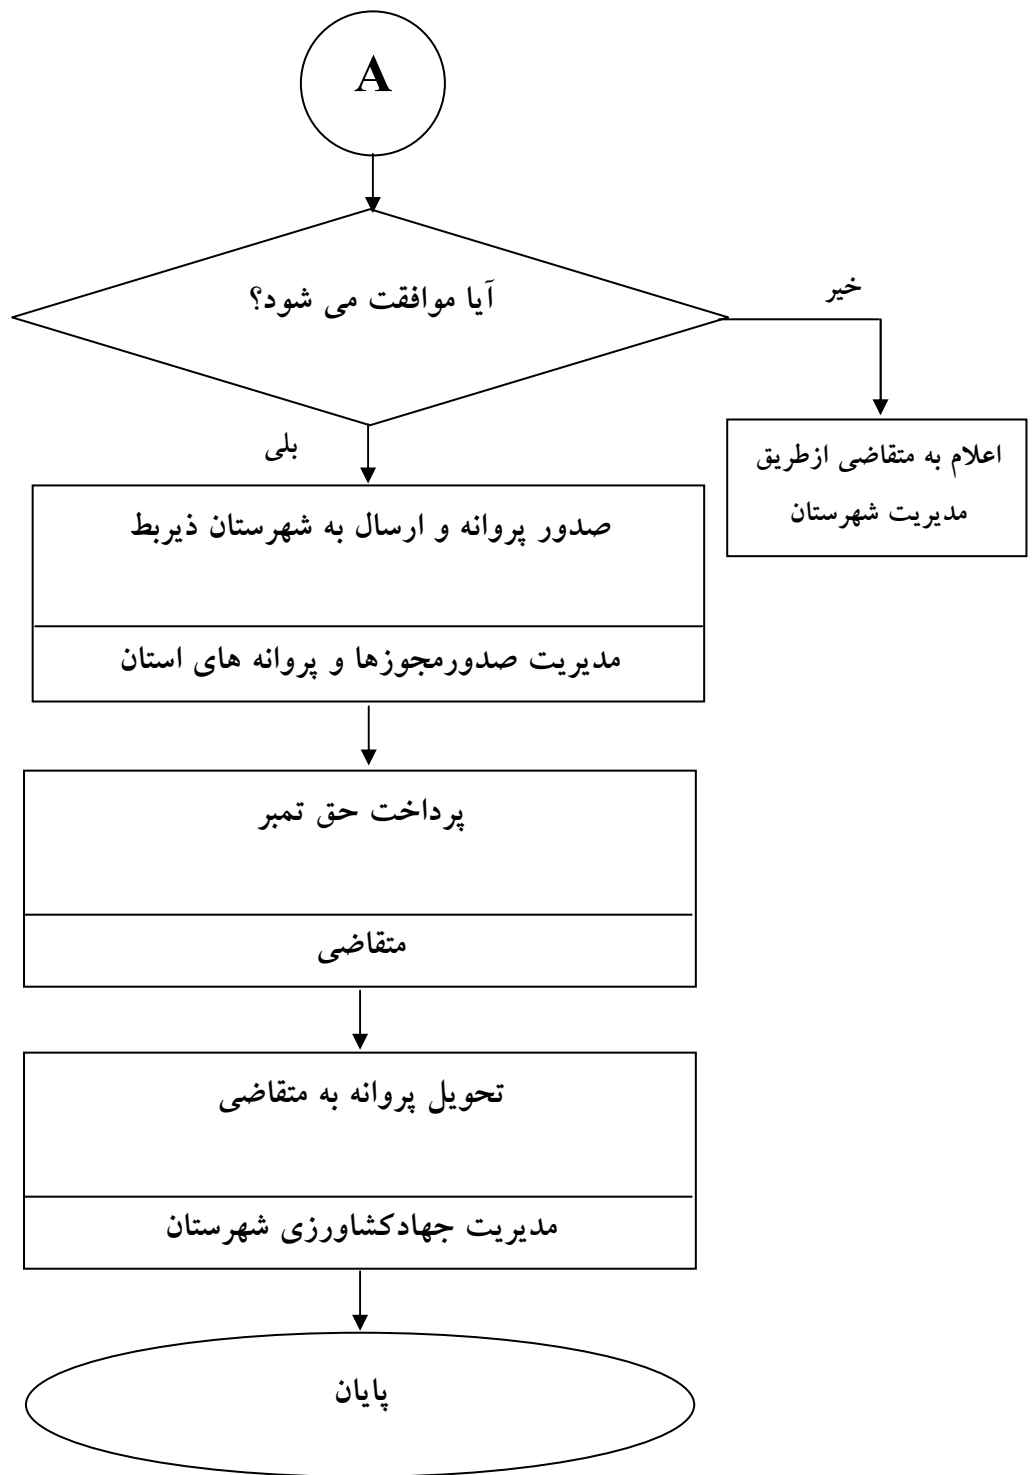 A
آیا موافقت می شود؟
خیر
اعلام به متقاضی ازطریق
مدیریت شهرستان
بلی
صدور پروانه و ارسال به شهرستان ذیربط
مدیریت صدورمجوزها و پروانه های استان
پرداخت حق تمبر
متقاضی
تحویل پروانه به متقاضی
مدیریت جهادکشاورزی شهرستان
پایان